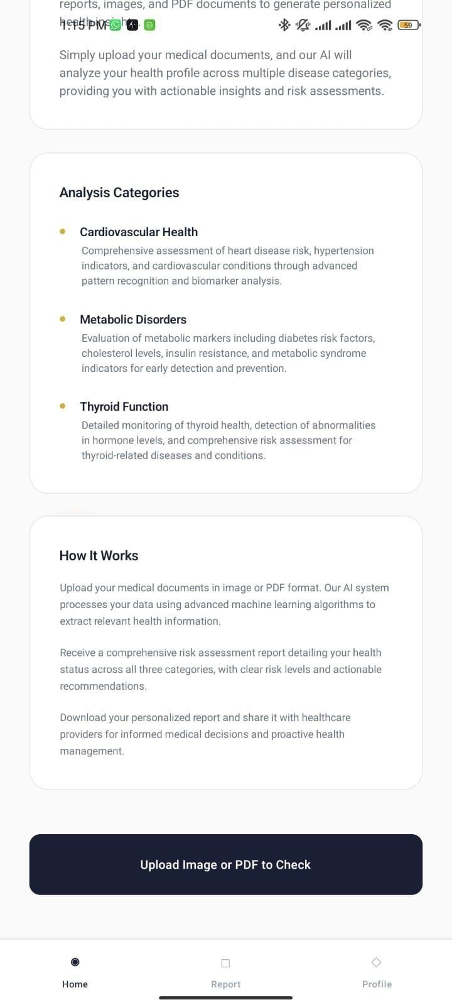 reports, images, and PDF documents to generate personalized
health insights.
1:15 PM
59
Simply upload your medical documents, and our AI will
analyze your health profile across multiple disease categories,
providing you with actionable insights and risk assessments.
Analysis Categories
Cardiovascular Health
Comprehensive assessment of heart disease risk, hypertension
indicators, and cardiovascular conditions through advanced
pattern recognition and biomarker analysis.
Metabolic Disorders
Evaluation of metabolic markers including diabetes risk factors,
cholesterol levels, insulin resistance, and metabolic syndrome
indicators for early detection and prevention.
Thyroid Function
Detailed monitoring of thyroid health, detection of abnormalities
in hormone levels, and comprehensive risk assessment for
thyroid-related diseases and conditions.
How It Works
Upload your medical documents in image or PDF format. Our AI system
processes your data using advanced machine learning algorithms to
extract relevant health information.
Receive a comprehensive risk assessment report detailing your health
status across all three categories, with clear risk levels and actionable
recommendations.
Download your personalized report and share it with healthcare
providers for informed medical decisions and proactive health
management.
Upload Image or PDF to Check
Home
Report
Profile